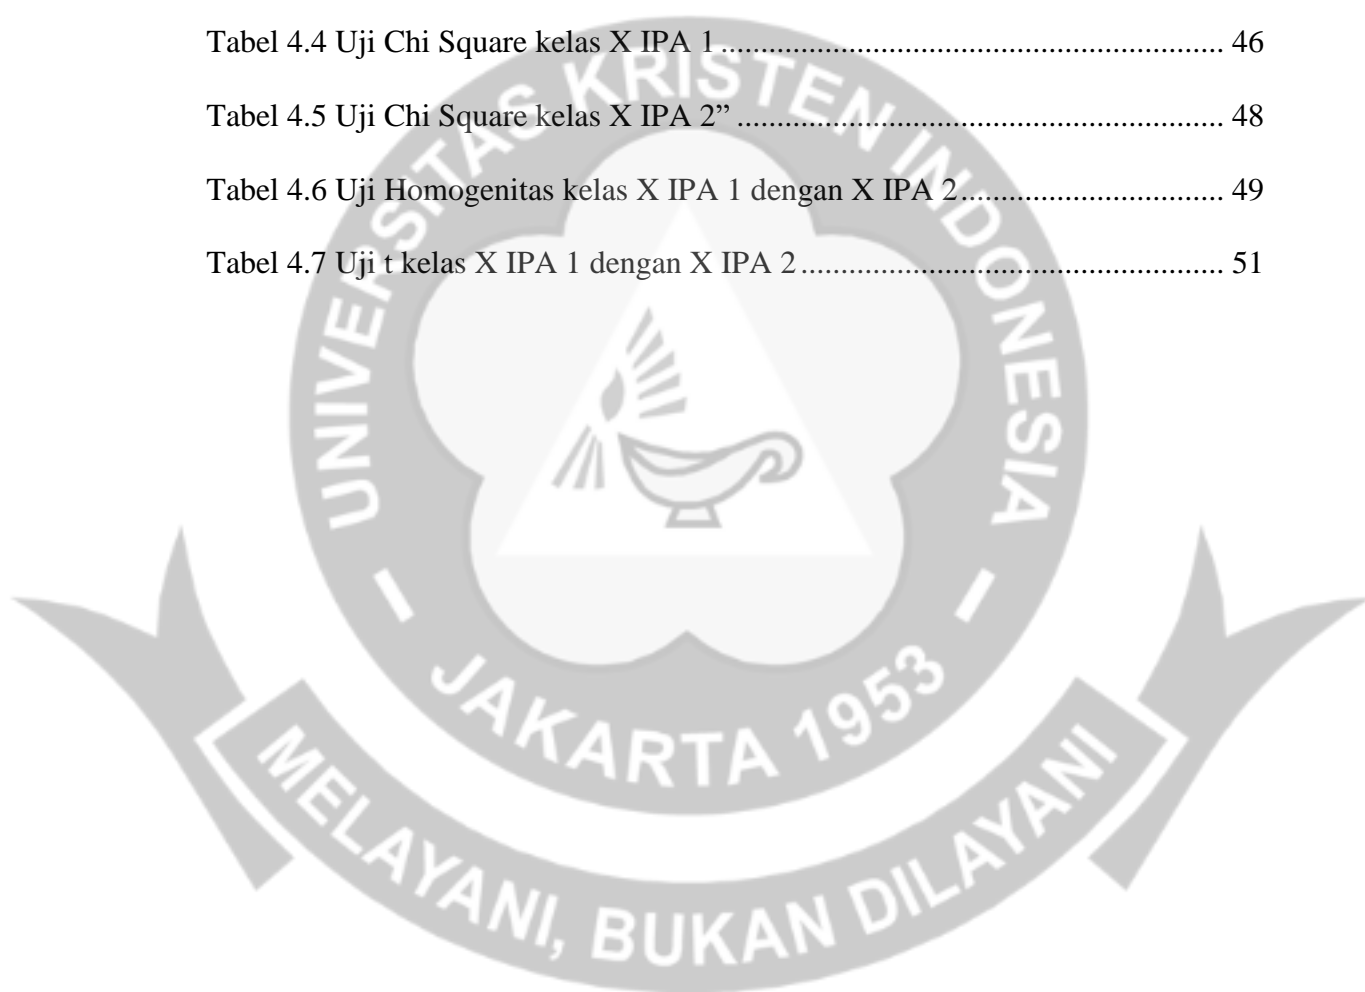 Tabel 4.4 Uji Chi Square kelas X IPA 1 ................................................................ 46
Tabel 4.5 Uji Chi Square kelas X IPA 2” .............................................................. 48
Tabel 4.6 Uji Homogenitas kelas X IPA 1 dengan X IPA 2 ................................. 49
Tabel 4.7 Uji t kelas X IPA 1 dengan X IPA 2 ...................................................... 51
UNIVERSITAS KRISTEN INDONESIA
JAKARTA 1953
MELAYANI, BUKAN DILAYANI